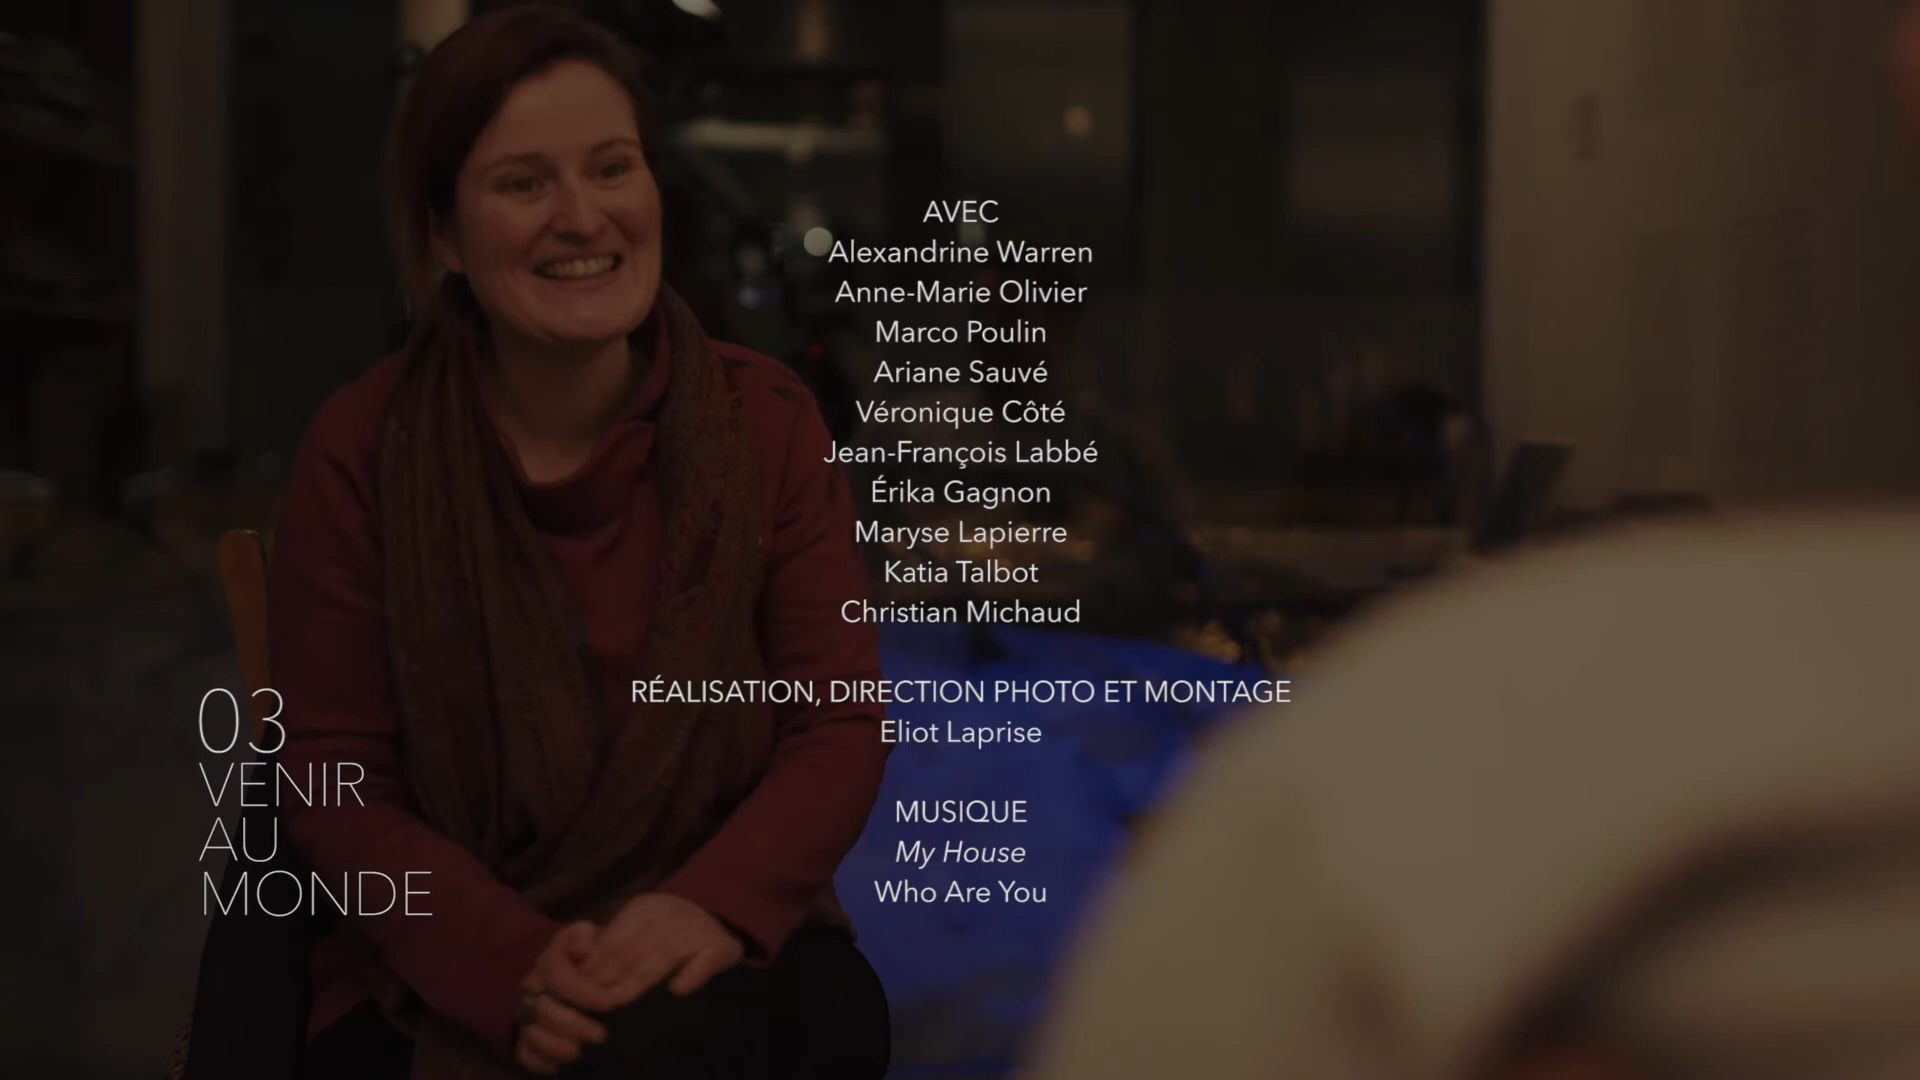 AVEC
Alexandrine Warren
Anne-Marie Olivier
Marco Poulin
Ariane Sauvé
Véronique Côté
Jean-François Labbé
Érika Gagnon
Maryse Lapierre
Katia Talbot
Christian Michaud
RÉALISATION, DIRECTION PHOTO ET MONTAGE
Eliot Laprise
MUSIQUE
My House
Who Are You
03
VENIR
AU
MONDE